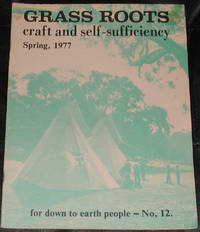 GRASS ROOTS
craft and self-sufficiency
Spring, 1977
for down to earth people – No, 12.